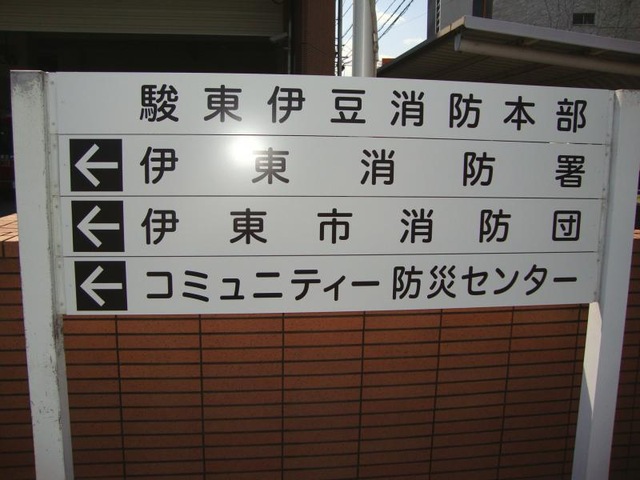 駿東伊豆消防本部
←伊東消防署
←伊東市消防団
←コミュニティー防災センター